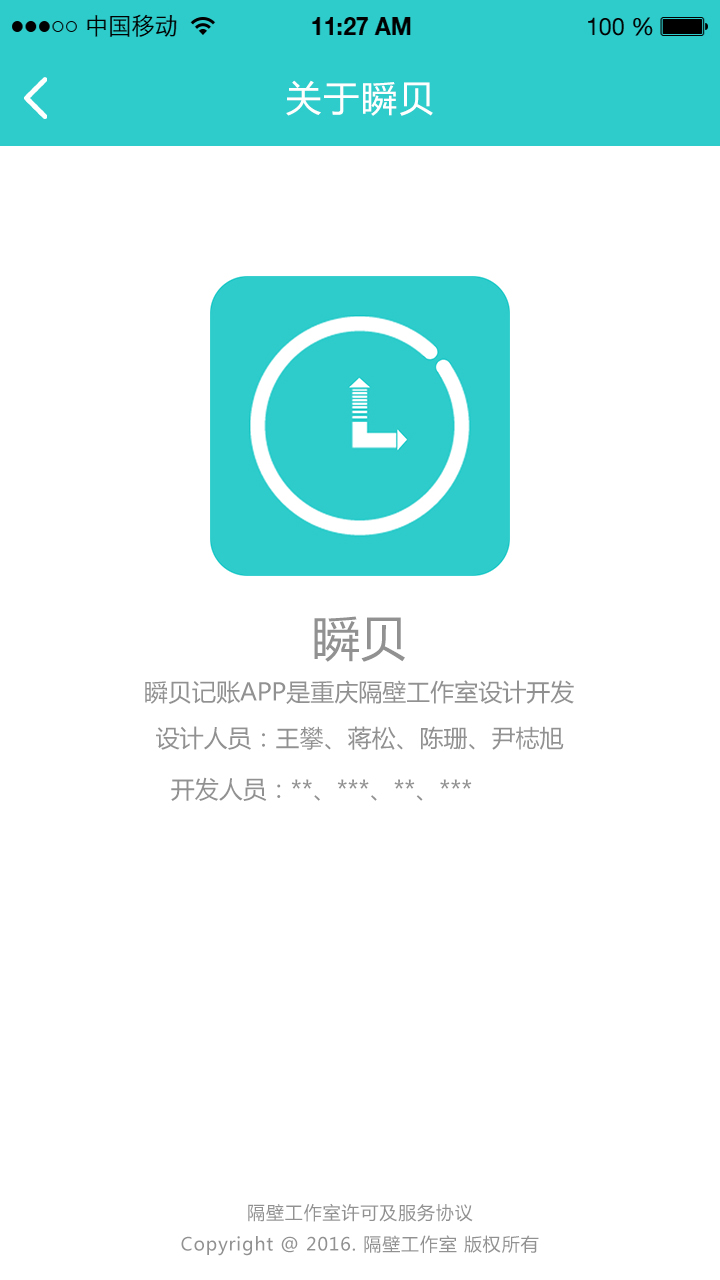 中国移动 11:27 AM 100 %
关于瞬贝
瞬贝
瞬贝记账APP是重庆隔壁工作室设计开发
设计人员：王攀、蒋松、陈珊、尹梽旭
开发人员：**、***、**、***
隔壁工作室许可及服务协议
Copyright @ 2016. 隔壁工作室 版权所有